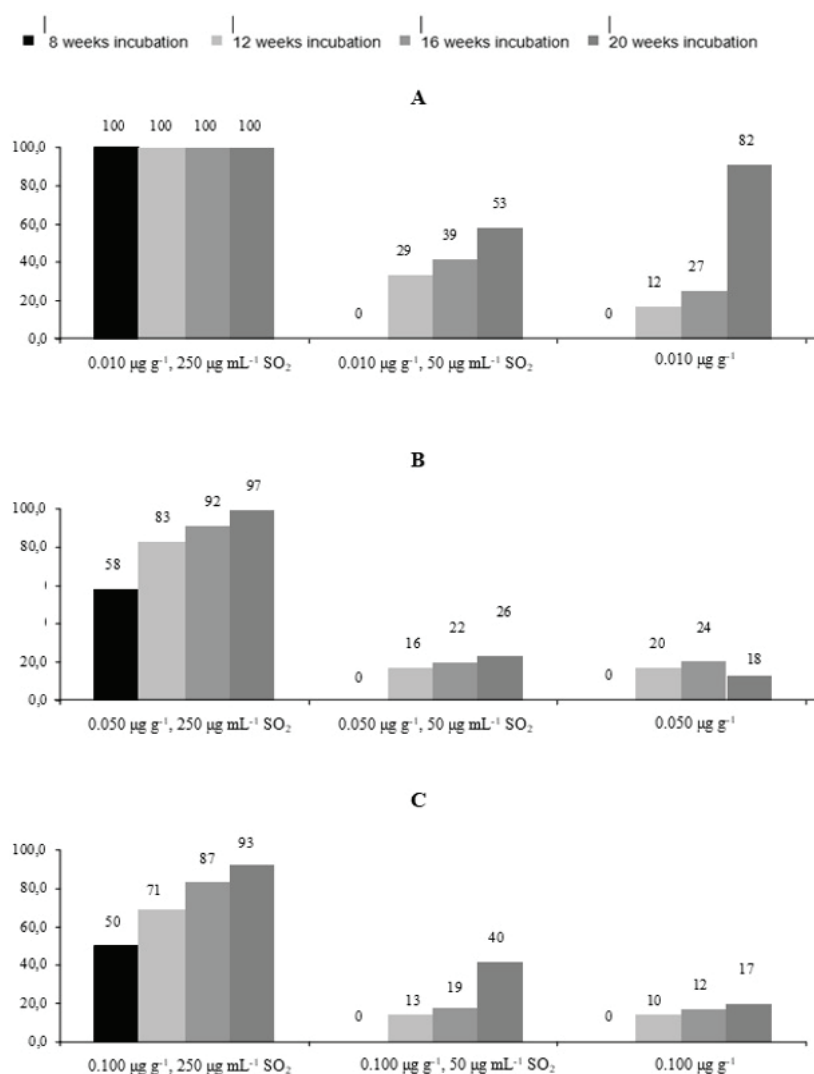 8 weeks incubation 12 weeks incubation 16 weeks incubation 20 weeks incubation
A
100 100 100 100
100,0
80,0
60,0
40,0
20,0
0,0
0 29 39 53
0 12 27 82
0.010 µg g⁻¹, 250 µg mL⁻¹ SO₂ 0.010 µg g⁻¹, 50 µg mL⁻¹ SO₂ 0.010 µg g⁻¹
B
100,0
80,0
20,0
0,0
58 83 92 97
0 16 22 26
0 20 24 18
0.050 µg g⁻¹, 250 µg mL⁻¹ SO₂ 0.050 µg g⁻¹, 50 µg mL⁻¹ SO₂ 0.050 µg g⁻¹
C
100,0
80,0
60,0
40,0
20,0
0,0
50 71 87 93
0 13 19 40
0 10 12 17
0.100 µg g⁻¹, 250 µg mL⁻¹ SO₂ 0.100 µg g⁻¹, 50 µg mL⁻¹ SO₂ 0.100 µg g⁻¹